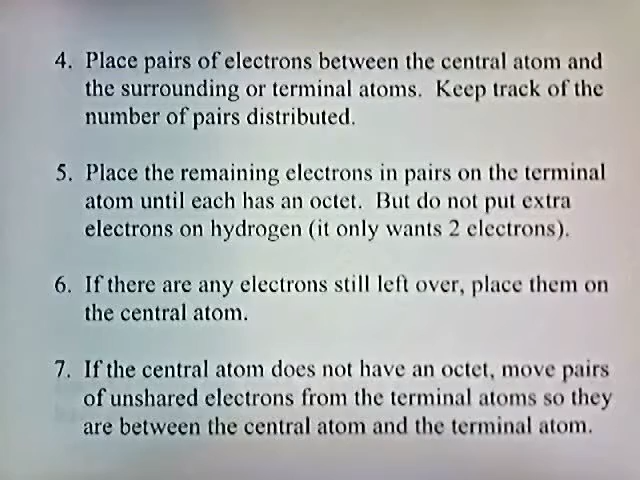 4. Place pairs of electrons between the central atom and
the surrounding or terminal atoms. Keep track of the
number of pairs distributed.
5. Place the remaining electrons in pairs on the terminal
atom until each has an octet. But do not put extra
electrons on hydrogen (it only wants 2 electrons).
6. If there are any electrons still left over, place them on
the central atom.
7. If the central atom does not have an octet, move pairs
of unshared electrons from the terminal atoms so they
are between the central atom and the terminal atom.